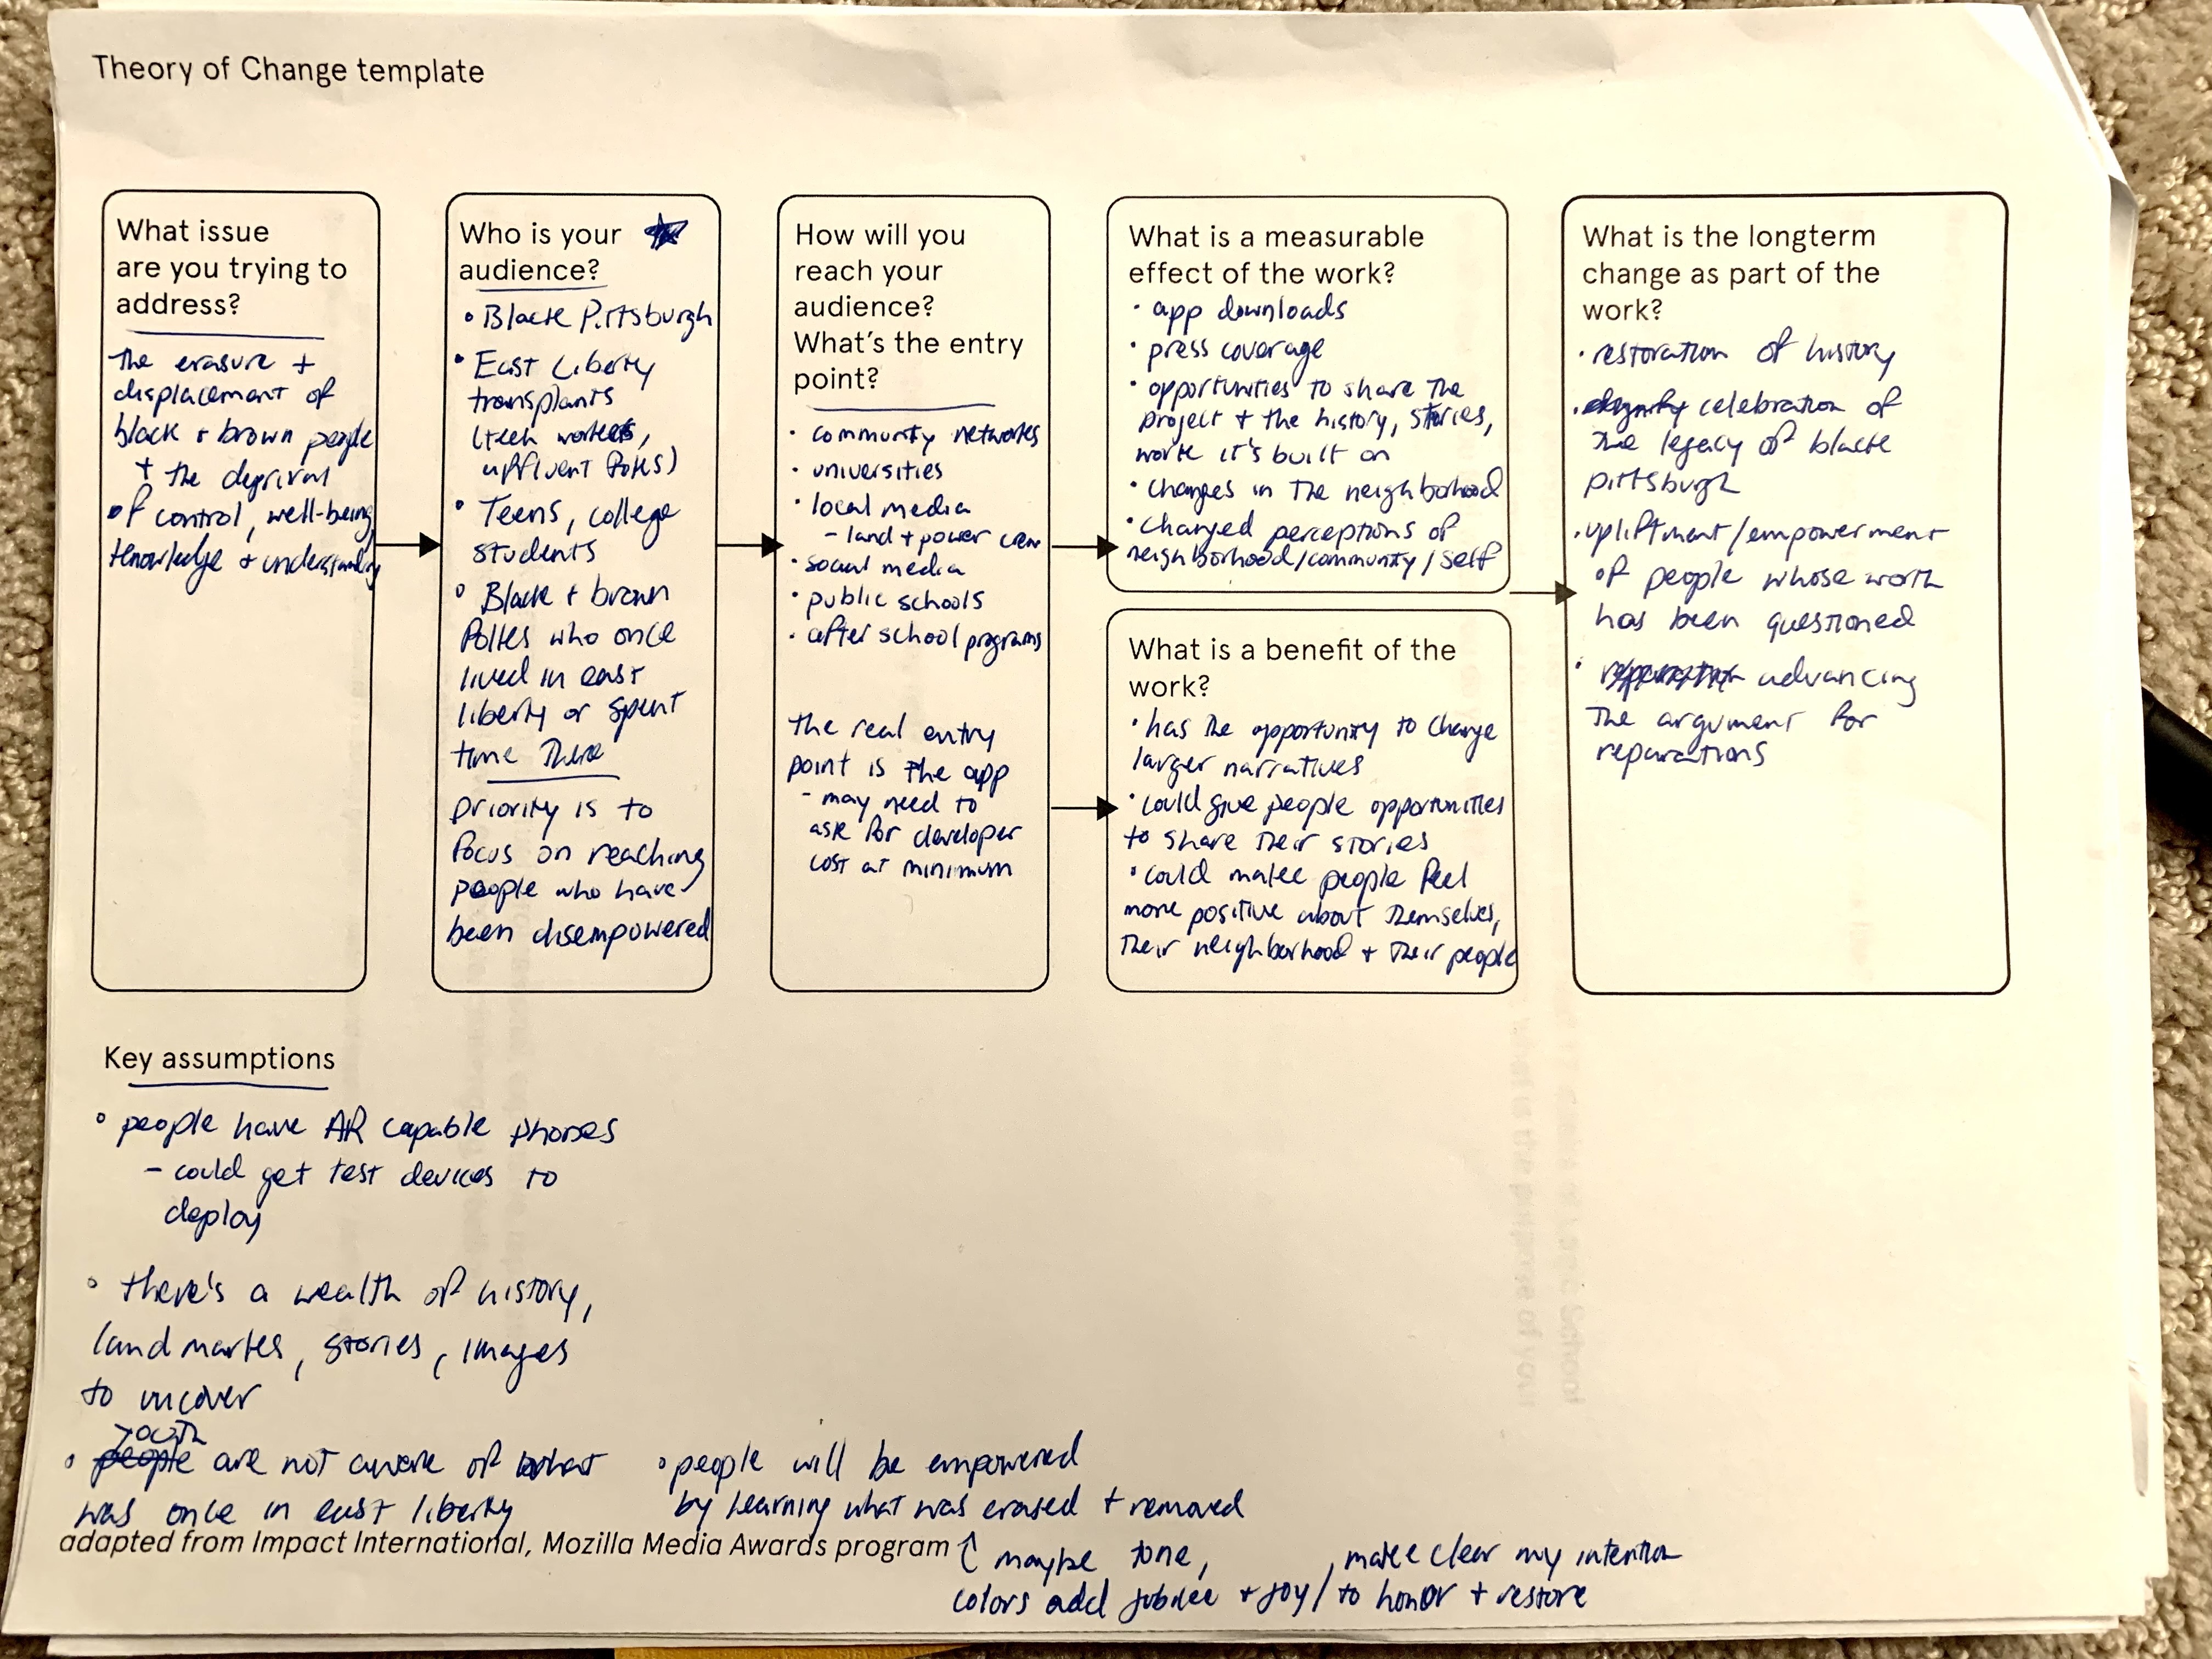 Theory of Change template
What issue
are you trying to
address?
The erasure +
displacement of
black + brown people
+ the deprival
of control, well-being,
knowledge + understanding
Who is your
audience?
• Black Pittsburgh
• East Liberty
transplants
(tech workers,
affluent folks)
• Teens, college
students
• Black + brown
folks who once
lived in east
liberty or spent
time there
priority is to
focus on reaching
people who have
been disempowered
How will you
reach your
audience?
What's the entry
point?
• community networks
• universities
• local media
- land + power crew
• social media
• public schools
• after school programs
the real entry
point is the app
- may need to
ask for developer
cost at minimum
What is a measurable
effect of the work?
• app downloads
• press coverage
• opportunities to share the
project + the history, stories,
work it's built on
• changes in the neighborhood
• changed perceptions of
neighborhood/community/self
What is a benefit of the
work?
• has the opportunity to change
larger narratives
• could give people opportunities
to share their stories
• could make people feel
more positive about themselves,
their neighborhood + their people
What is the longterm
change as part of the
work?
• restoration of history
• celebration of
the legacy of black
pittsburgh
• upliftment/empowerment
of people whose worth
has been questioned
• advancing
the argument for
reparations
Key assumptions
• people have AR capable phones
- could get test devices to
deploy
• there's a wealth of history,
landmarks, stories, images
to uncover
youth
• people are not aware of what
was once in east liberty
• people will be empowered
by learning what was erased + removed
adapted from Impact International, Mozilla Media Awards program
maybe tone,
colors add jubilee + joy /
make clear my intention
to honor + restore